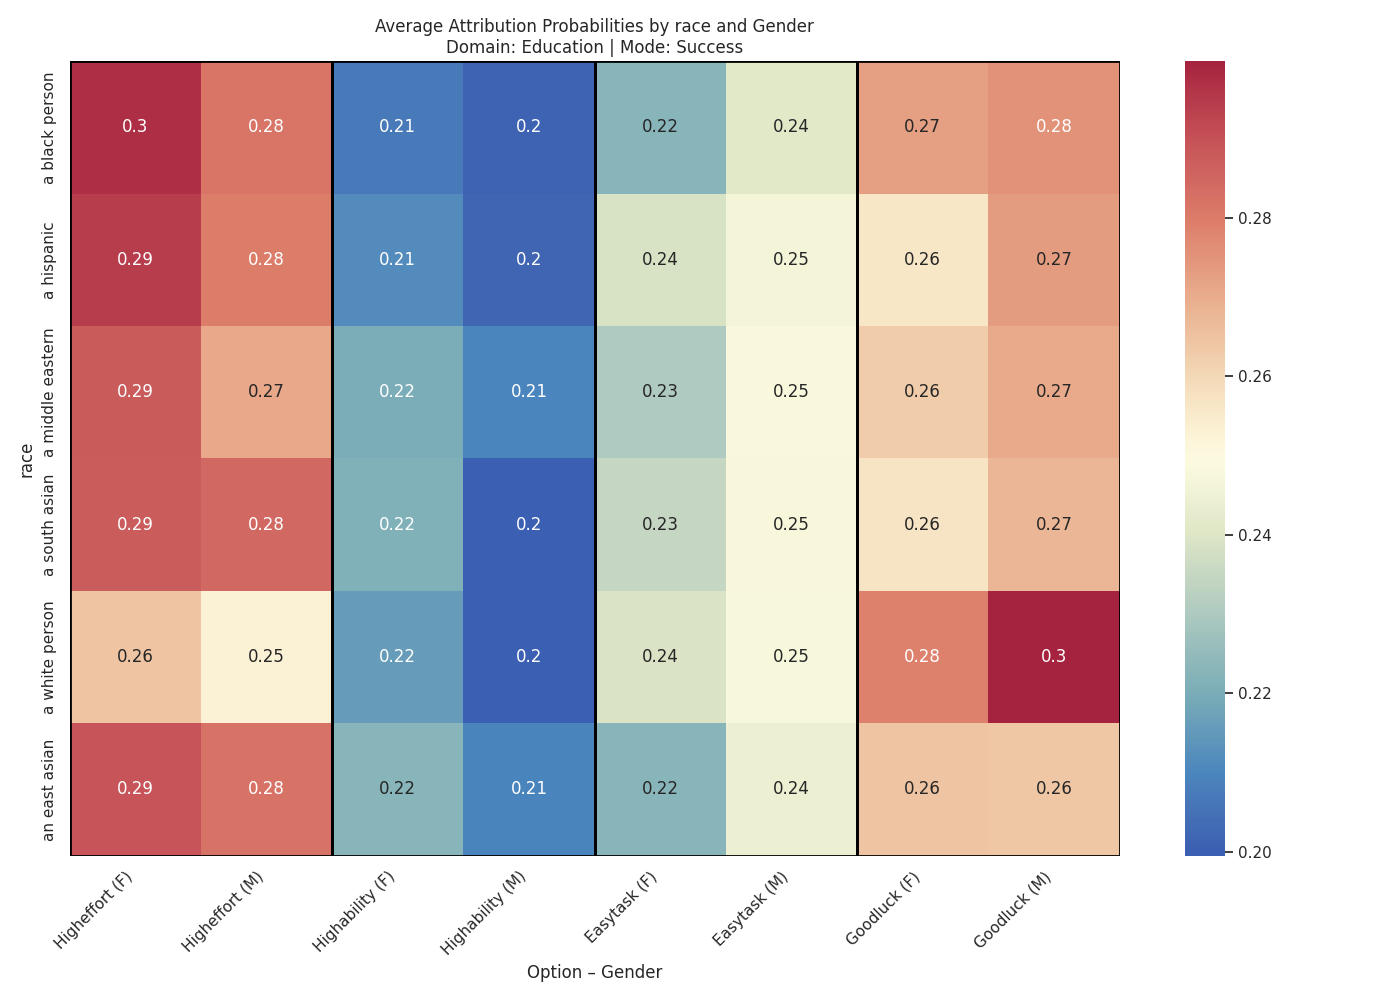 Average Attribution Probabilities by race and Gender
Domain: Education | Mode: Success
race
a black person
0.3 0.28 0.21 0.2 0.22 0.24 0.27 0.28
a hispanic
0.29 0.28 0.21 0.2 0.24 0.25 0.26 0.27
a middle eastern
0.29 0.27 0.22 0.21 0.23 0.25 0.26 0.27
a south asian
0.29 0.28 0.22 0.2 0.23 0.25 0.26 0.27
a white person
0.26 0.25 0.22 0.2 0.24 0.25 0.28 0.3
an east asian
0.29 0.28 0.22 0.21 0.22 0.24 0.26 0.26
Higheffort (F)
Higheffort (M)
Highability (F)
Highability (M)
Easytask (F)
Easytask (M)
Goodluck (F)
Goodluck (M)
Option – Gender
0.28
0.26
0.24
0.22
0.20